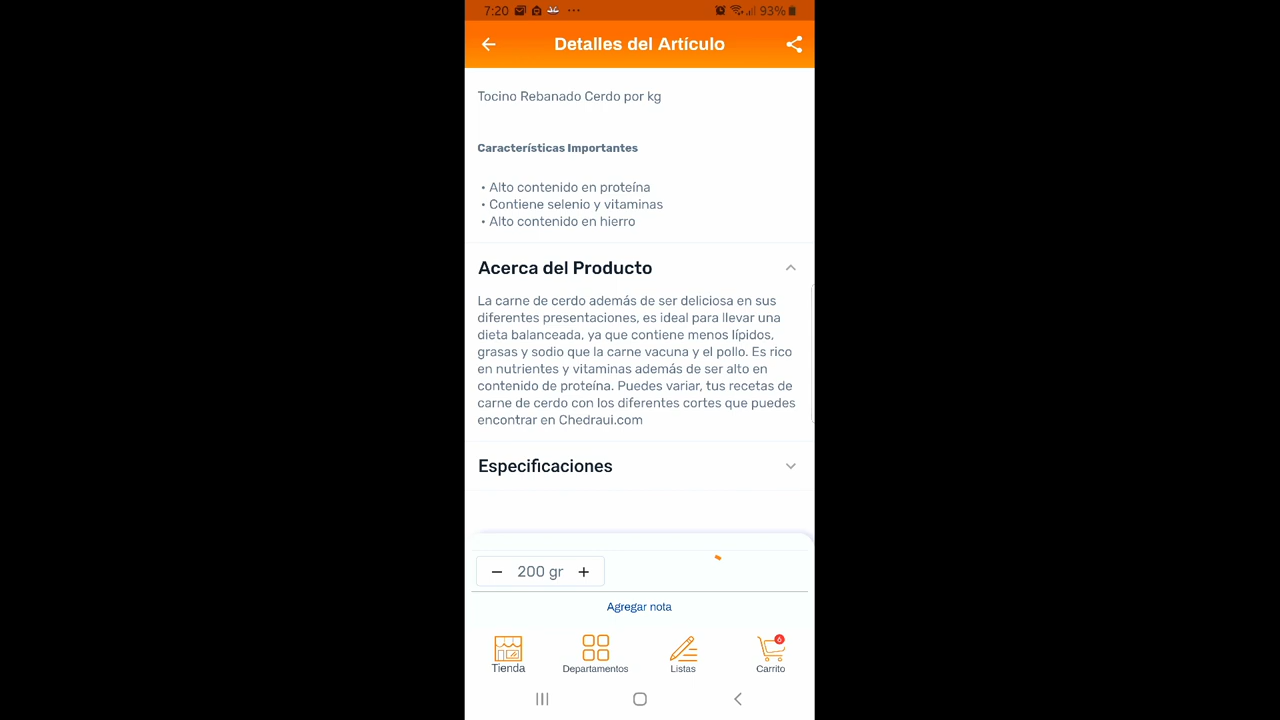 7:20 93%
Detalles del Artículo
Tocino Rebanado Cerdo por kg
Características Importantes
• Alto contenido en proteína
• Contiene selenio y vitaminas
• Alto contenido en hierro
Acerca del Producto
La carne de cerdo además de ser deliciosa en sus
diferentes presentaciones, es ideal para llevar una
dieta balanceada, ya que contiene menos lípidos,
grasas y sodio que la carne vacuna y el pollo. Es rico
en nutrientes y vitaminas además de ser alto en
contenido de proteína. Puedes variar, tus recetas de
carne de cerdo con los diferentes cortes que puedes
encontrar en Chedraui.com
Especificaciones
− 200 gr +
Agregar nota
6
Tienda Departamentos Listas Carrito